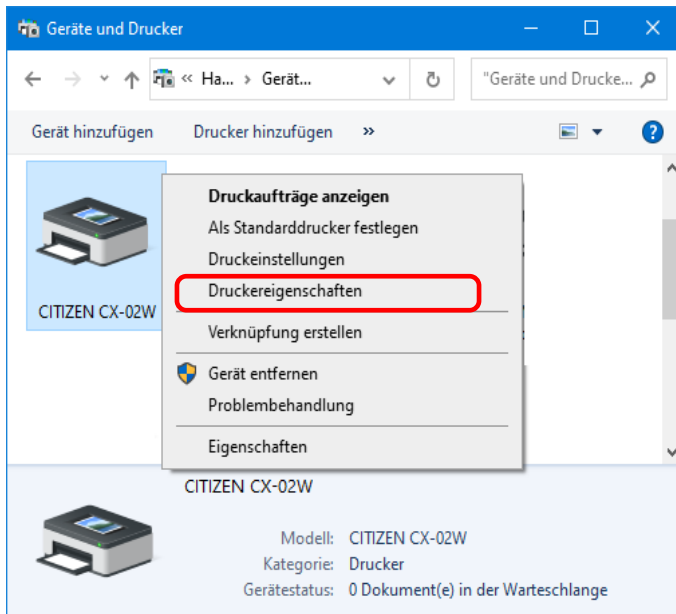 Geräte und Drucker
« Ha... › Gerät...
"Geräte und Drucke...
Gerät hinzufügen Drucker hinzufügen »
Druckaufträge anzeigen
Als Standarddrucker festlegen
Druckeinstellungen
Druckereigenschaften
Verknüpfung erstellen
Gerät entfernen
Problembehandlung
Eigenschaften
CITIZEN CX-02W
CITIZEN CX-02W
Modell: CITIZEN CX-02W
Kategorie: Drucker
Gerätestatus: 0 Dokument(e) in der Warteschlange